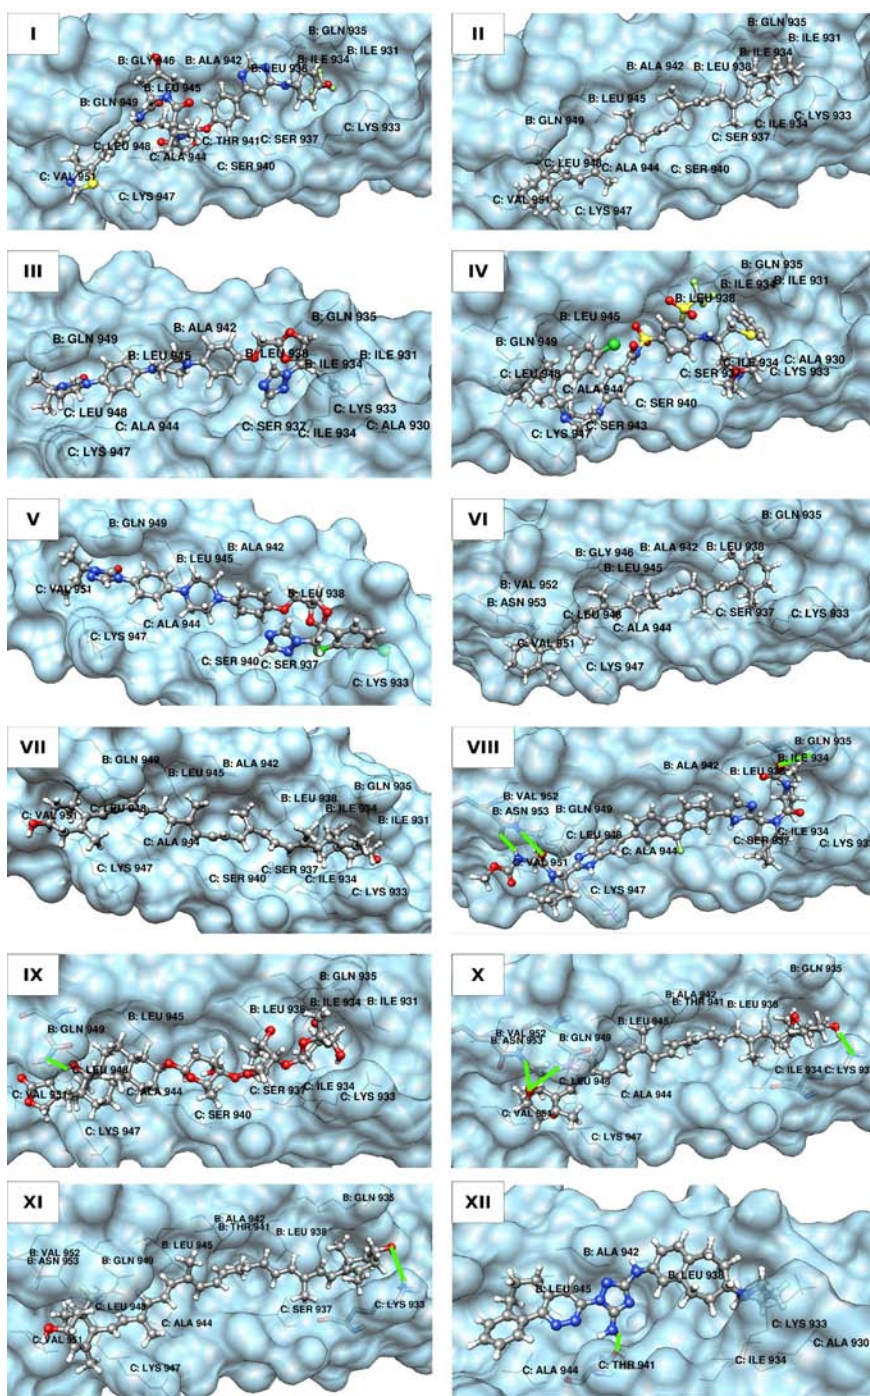 I
B: GLN 935
B: ILE 931
B: GLY 946
B: ALA 942
B: ILE 934
B: LEU 938
B: LEU 945
B: GLN 949
C: LYS 933
C: THR 941
C: SER 937
C: LEU 948
C: ALA 944
C: SER 940
C: VAL 951
C: LYS 947
II
B: GLN 935
B: ILE 931
B: ILE 934
B: ALA 942
B: LEU 938
B: LEU 945
B: GLN 949
C: LYS 933
C: ILE 934
C: SER 937
C: LEU 948
C: ALA 944
C: SER 940
C: VAL 951
C: LYS 947
III
B: GLN 935
B: ALA 942
B: GLN 949
B: LEU 945
B: LEU 938
B: ILE 931
B: ILE 934
C: LEU 948
C: LYS 933
C: ALA 944
C: SER 937
C: ILE 934
C: ALA 930
C: LYS 947
IV
B: GLN 935
B: ILE 931
B: ILE 934
B: LEU 938
B: LEU 945
B: GLN 949
C: ILE 934
C: ALA 930
C: LEU 948
C: SER 937
C: LYS 933
C: ALA 944
C: SER 940
C: LYS 947
C: SER 943
V
B: GLN 949
B: ALA 942
B: LEU 945
C: VAL 951
B: LEU 938
C: ALA 944
C: LYS 947
C: SER 940
C: SER 937
C: LYS 933
VI
B: GLN 935
B: GLY 946
B: ALA 942
B: LEU 938
B: LEU 945
B: VAL 952
B: ASN 953
C: LEU 948
C: SER 937
C: LYS 933
C: ALA 944
C: VAL 951
C: LYS 947
VII
B: GLN 949
B: ALA 942
B: LEU 945
B: GLN 935
B: LEU 938
B: ILE 934
B: ILE 931
C: VAL 951
C: LEU 948
C: ALA 944
C: LYS 947
C: SER 937
C: SER 940
C: ILE 934
C: LYS 933
VIII
B: GLN 935
B: ILE 934
B: ALA 942
B: LEU 938
B: VAL 952
B: ASN 953
B: GLN 949
C: LEU 948
C: ILE 934
C: SER 937
C: LYS 933
C: ALA 944
C: VAL 951
C: LYS 947
IX
B: GLN 935
B: LEU 945
B: LEU 938
B: ILE 934
B: ILE 931
B: GLN 949
C: LEU 948
C: VAL 951
C: ALA 944
C: SER 937
C: ILE 934
C: LYS 933
C: SER 940
C: LYS 947
X
B: GLN 935
B: ALA 942
B: THR 941
B: LEU 938
B: LEU 945
B: VAL 952
B: ASN 953
B: GLN 949
C: ILE 934
C: LYS 933
C: LEU 948
C: ALA 944
C: VAL 951
C: LYS 947
XI
B: GLN 935
B: ALA 942
B: THR 941
B: LEU 938
B: LEU 945
B: VAL 952
B: ASN 953
B: GLN 949
C: LYS 933
C: LEU 948
C: SER 937
C: ALA 944
C: VAL 951
C: LYS 947
XII
B: ALA 942
B: LEU 938
B: LEU 945
C: LYS 933
C: ALA 930
C: ILE 934
C: THR 941
C: ALA 944